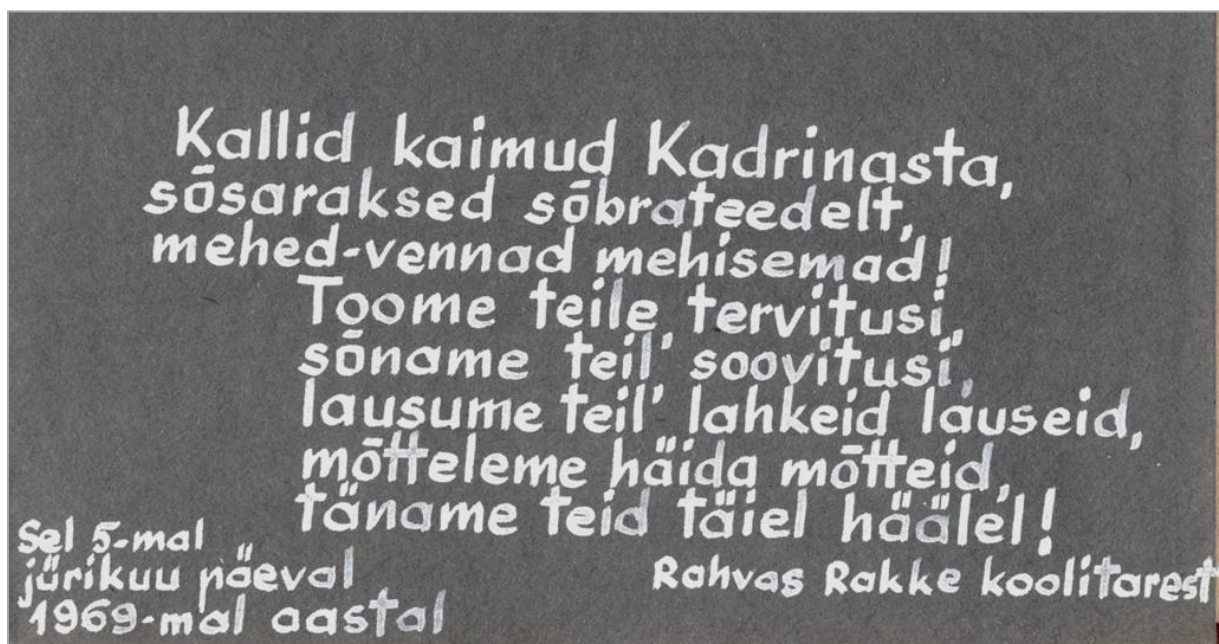 Kallid kaimud Kadrinasta,
sõsaraksed sõbrateedelt,
mehed-vennad mehisemad!
Toome teile tervitusi,
sõname teil' soovitusi,
lausume teil' lahkeid lauseid,
mõtteleme häida mõtteid,
täname teid täiel häälel!
Sel 5-mal
jürikuu päeval
1969-mal aastal
Rahvas Rakke koolitarest